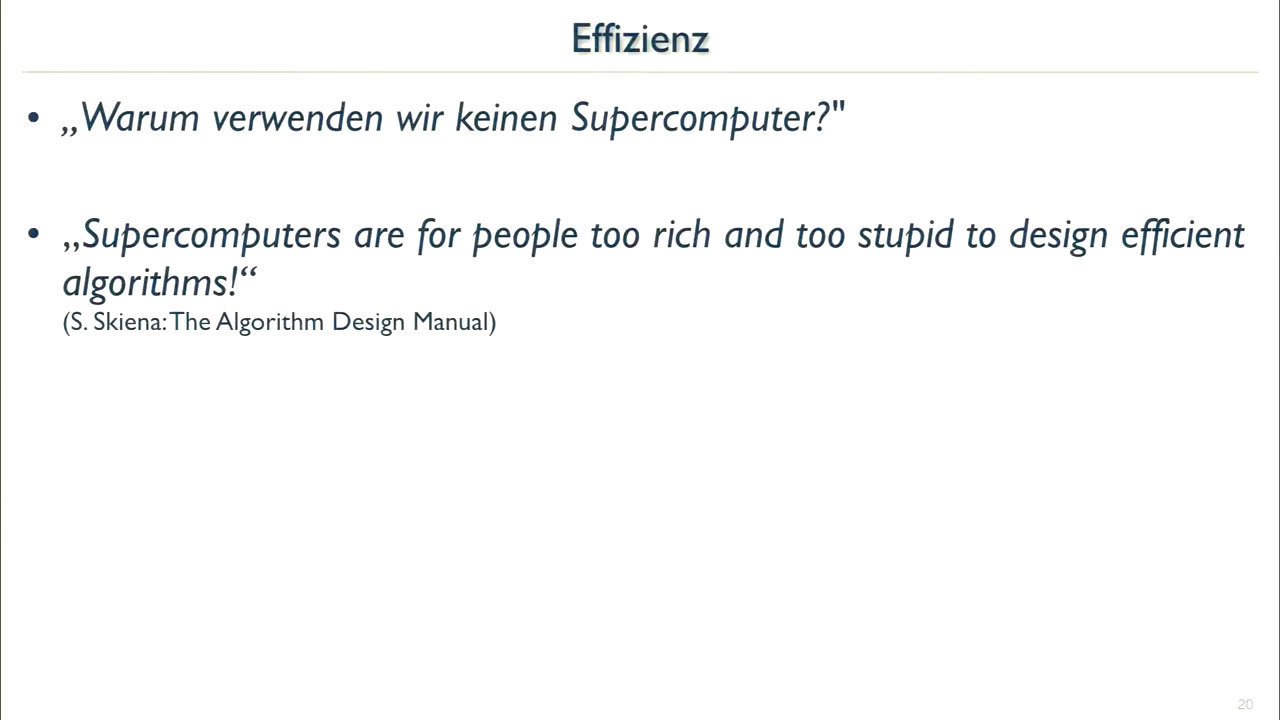 Effizienz
• „Warum verwenden wir keinen Supercomputer?"
• „Supercomputers are for people too rich and too stupid to design efficient
algorithms!“
(S. Skiena: The Algorithm Design Manual)
20